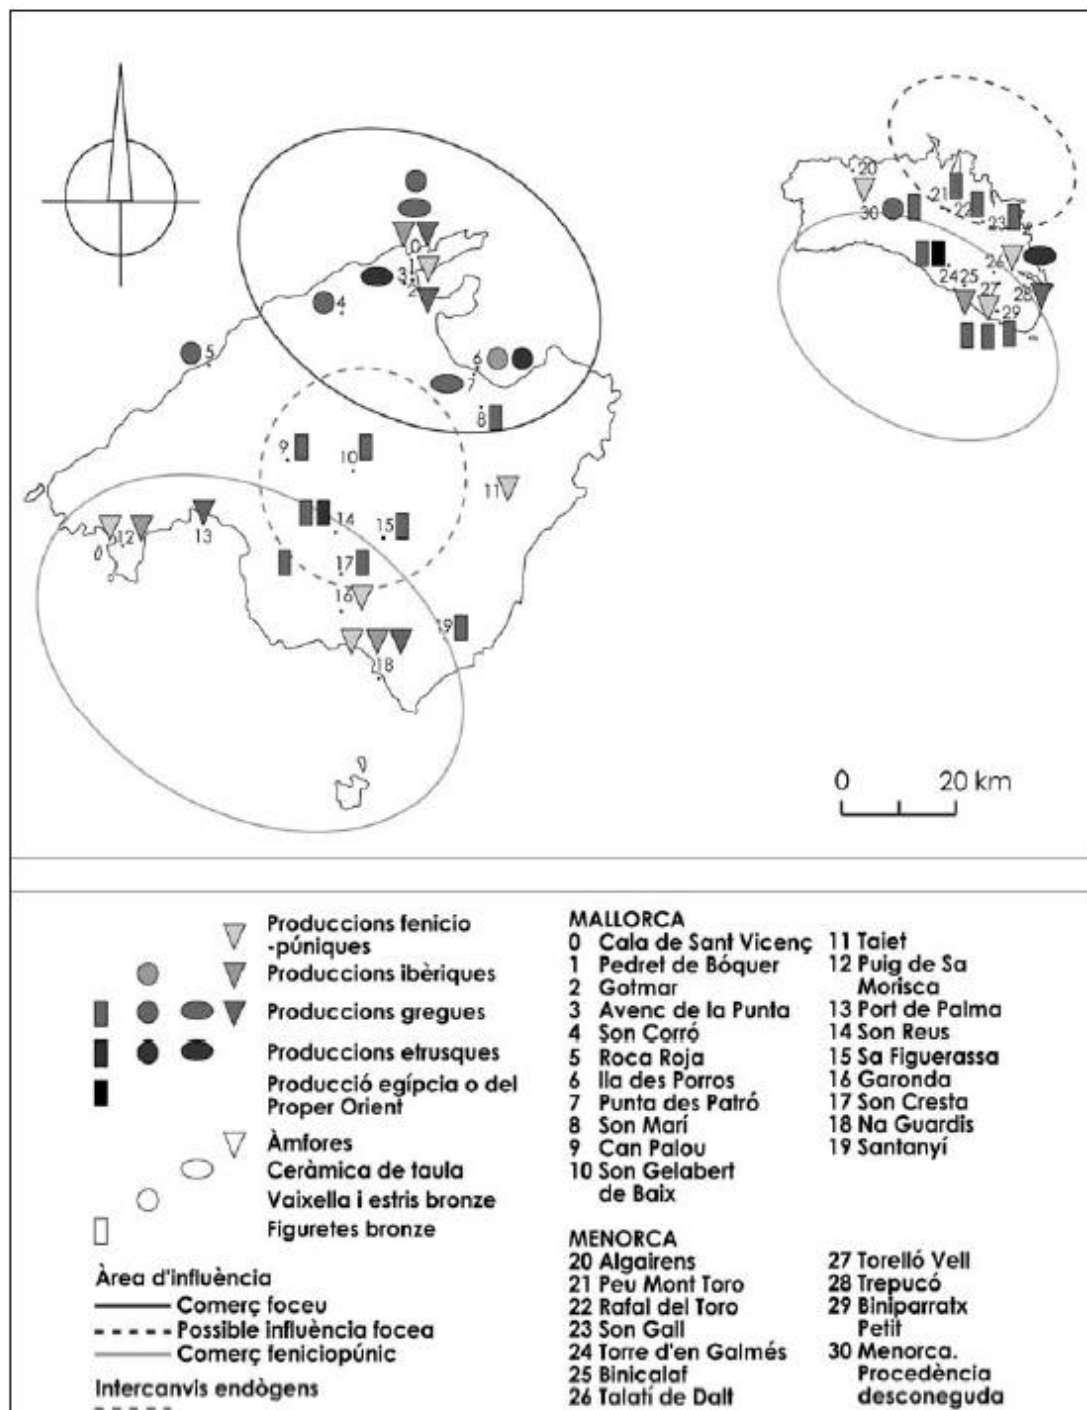 20
21
30
22
23
26
24 25
27
28
29
0
1
3
2
4
5
6
7
8
9
10
11
12
13
14
15
17
16
19
18
0 20 km
Produccions fenicio
-púniques
Produccions ibèriques
Produccions gregues
Produccions etrusques
Producció egípcia o del
Proper Orient
Àmfores
Ceràmica de taula
Vaixella i estris bronze
Figuretes bronze
Àrea d'influència
Comerç foceu
Possible influència focea
Comerç feniciopúnic
Intercanvis endògens
MALLORCA
0 Cala de Sant Vicenç
1 Pedret de Bóquer
2 Gotmar
3 Avenc de la Punta
4 Son Corró
5 Roca Roja
6 Illa des Porros
7 Punta des Patró
8 Son Marí
9 Can Palou
10 Son Gelabert
de Baix
11 Taiet
12 Puig de Sa
Morisca
13 Port de Palma
14 Son Reus
15 Sa Figuerassa
16 Garonda
17 Son Cresta
18 Na Guardis
19 Santanyí
MENORCA
20 Algairens
21 Peu Mont Toro
22 Rafal del Toro
23 Son Gall
24 Torre d'en Galmés
25 Binicalaf
26 Talatí de Dalt
27 Torelló Vell
28 Trepucó
29 Biniparratx
Petit
30 Menorca.
Procedència
desconeguda